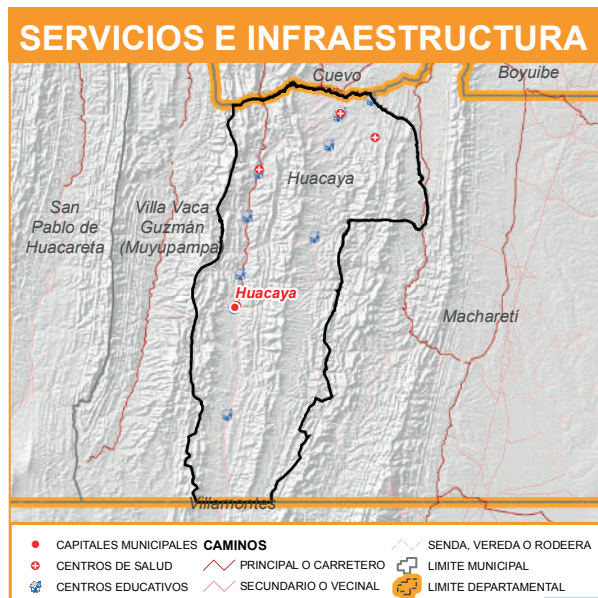 SERVICIOS E INFRAESTRUCTURA
Cuevo
Boyuibe
Huacaya
San
Pablo de
Huacareta
Villa Vaca
Guzmán
(Muyupampa)
Huacaya
Macharetí
Villamontes
CAPITALES MUNICIPALES
CENTROS DE SALUD
CENTROS EDUCATIVOS
CAMINOS
PRINCIPAL O CARRETERO
SECUNDARIO O VECINAL
SENDA, VEREDA O RODEERA
LIMITE MUNICIPAL
LIMITE DEPARTAMENTAL